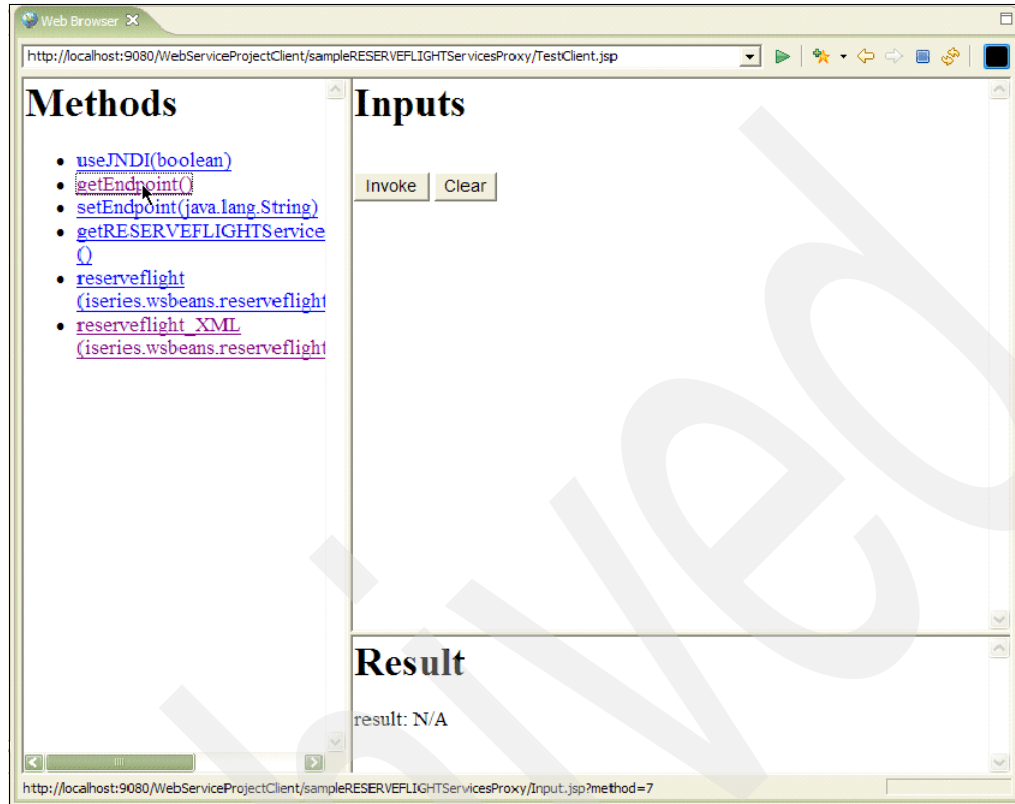 Web Browser
http://localhost:9080/WebServiceProjectClient/sampleRESERVEFLIGHTServicesProxy/TestClient.jsp
Methods
useJNDI(boolean)
getEndpoint()
setEndpoint(java.lang.String)
getRESERVEFLIGHTService
()
reserveflight
(iseries.wsbeans.reserveflight
reserveflight_XML
(iseries.wsbeans.reserveflight
Inputs
Invoke Clear
Result
result: N/A
http://localhost:9080/WebServiceProjectClient/sampleRESERVEFLIGHTServicesProxy/Input.jsp?method=7
hived